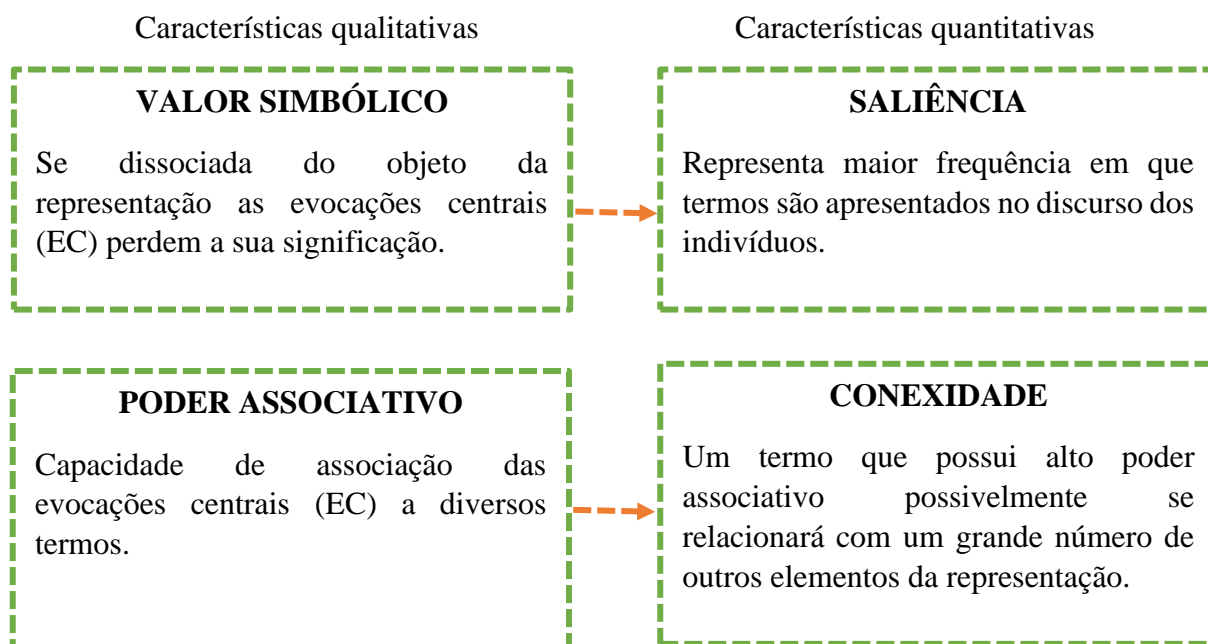 Características qualitativas
Características quantitativas
VALOR SIMBÓLICO
Se dissociada do objeto da
representação as evocações centrais
(EC) perdem a sua significação.
SALIÊNCIA
Representa maior frequência em que
termos são apresentados no discurso dos
indivíduos.
PODER ASSOCIATIVO
Capacidade de associação das
evocações centrais (EC) a diversos
termos.
CONEXIDADE
Um termo que possui alto poder
associativo possivelmente se
relacionará com um grande número de
outros elementos da representação.